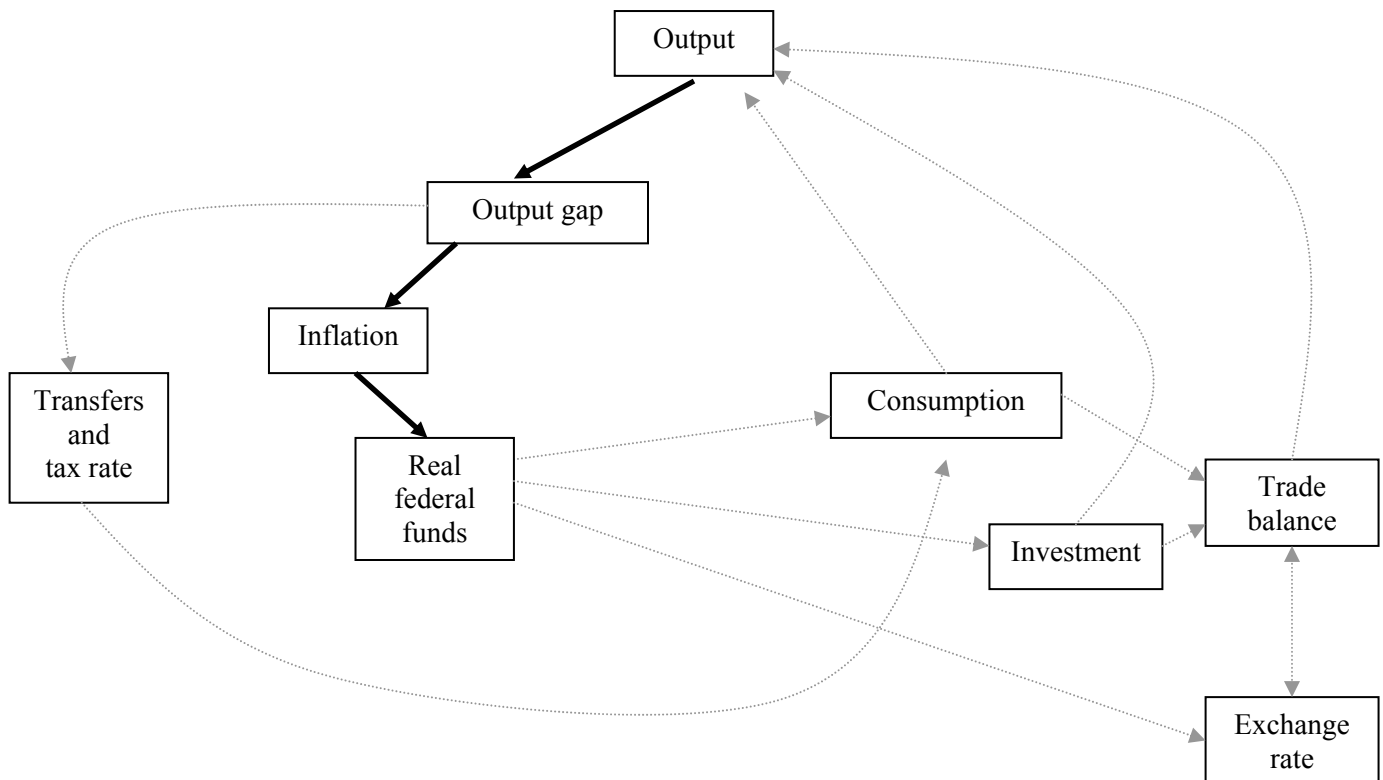 Output
Output gap
Inflation
Transfers
and
tax rate
Consumption
Real
federal
funds
Trade
balance
Investment
Exchange
rate